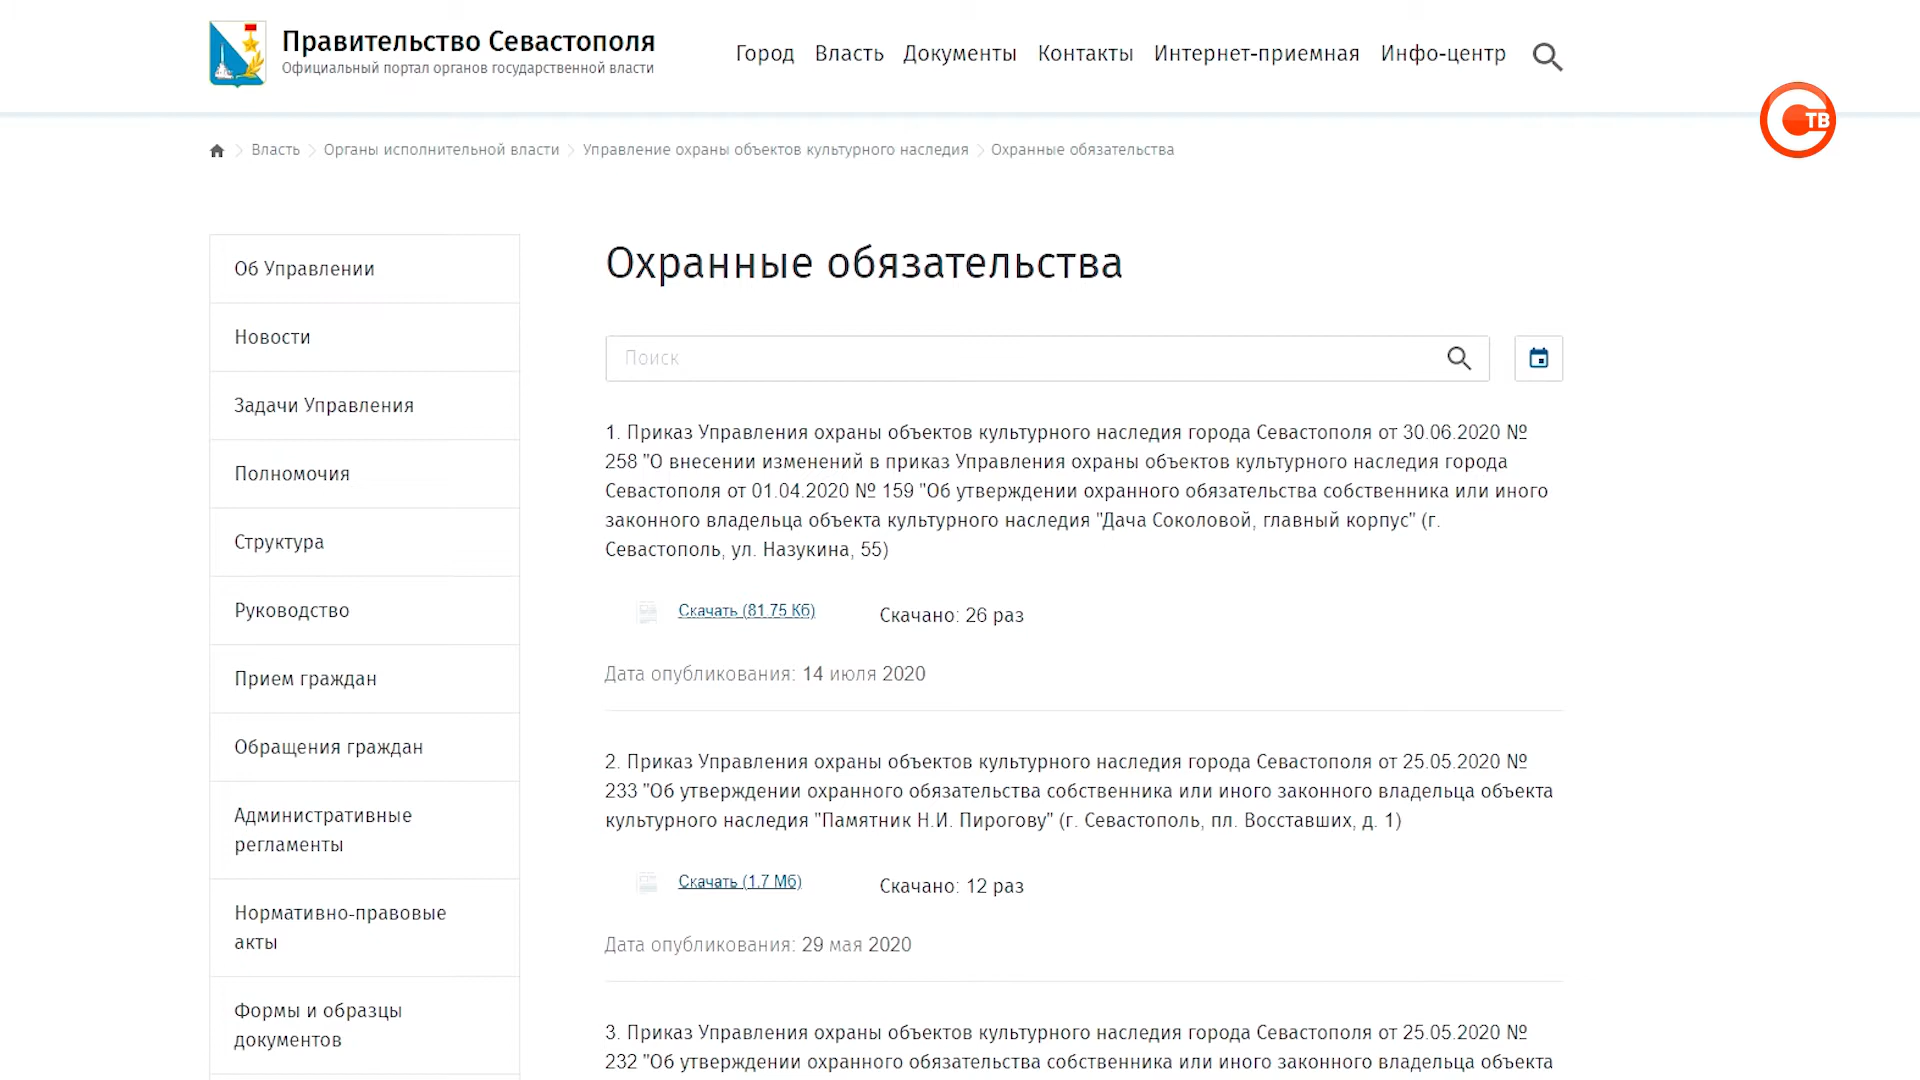 Правительство Севастополя
Официальный портал органов государственной власти
Город Власть Документы Контакты Интернет-приемная Инфо-центр
ТВ
Власть Органы исполнительной власти Управление охраны объектов культурного наследия Охранные обязательства
Об Управлении
Новости
Задачи Управления
Полномочия
Структура
Руководство
Прием граждан
Обращения граждан
Административные
регламенты
Нормативно-правовые
акты
Формы и образцы
документов
Охранные обязательства
Поиск
1. Приказ Управления охраны объектов культурного наследия города Севастополя от 30.06.2020 №
258 "О внесении изменений в приказ Управления охраны объектов культурного наследия города
Севастополя от 01.04.2020 № 159 "Об утверждении охранного обязательства собственника или иного
законного владельца объекта культурного наследия "Дача Соколовой, главный корпус" (г.
Севастополь, ул. Назукина, 55)
Скачать (81.75 Кб) Скачано: 26 раз
Дата опубликования: 14 июля 2020
2. Приказ Управления охраны объектов культурного наследия города Севастополя от 25.05.2020 №
233 "Об утверждении охранного обязательства собственника или иного законного владельца объекта
культурного наследия "Памятник Н.И. Пирогову" (г. Севастополь, пл. Восставших, д. 1)
Скачать (1.7 Мб) Скачано: 12 раз
Дата опубликования: 29 мая 2020
3. Приказ Управления охраны объектов культурного наследия города Севастополя от 25.05.2020 №
232 "Об утверждении охранного обязательства собственника или иного законного владельца объекта